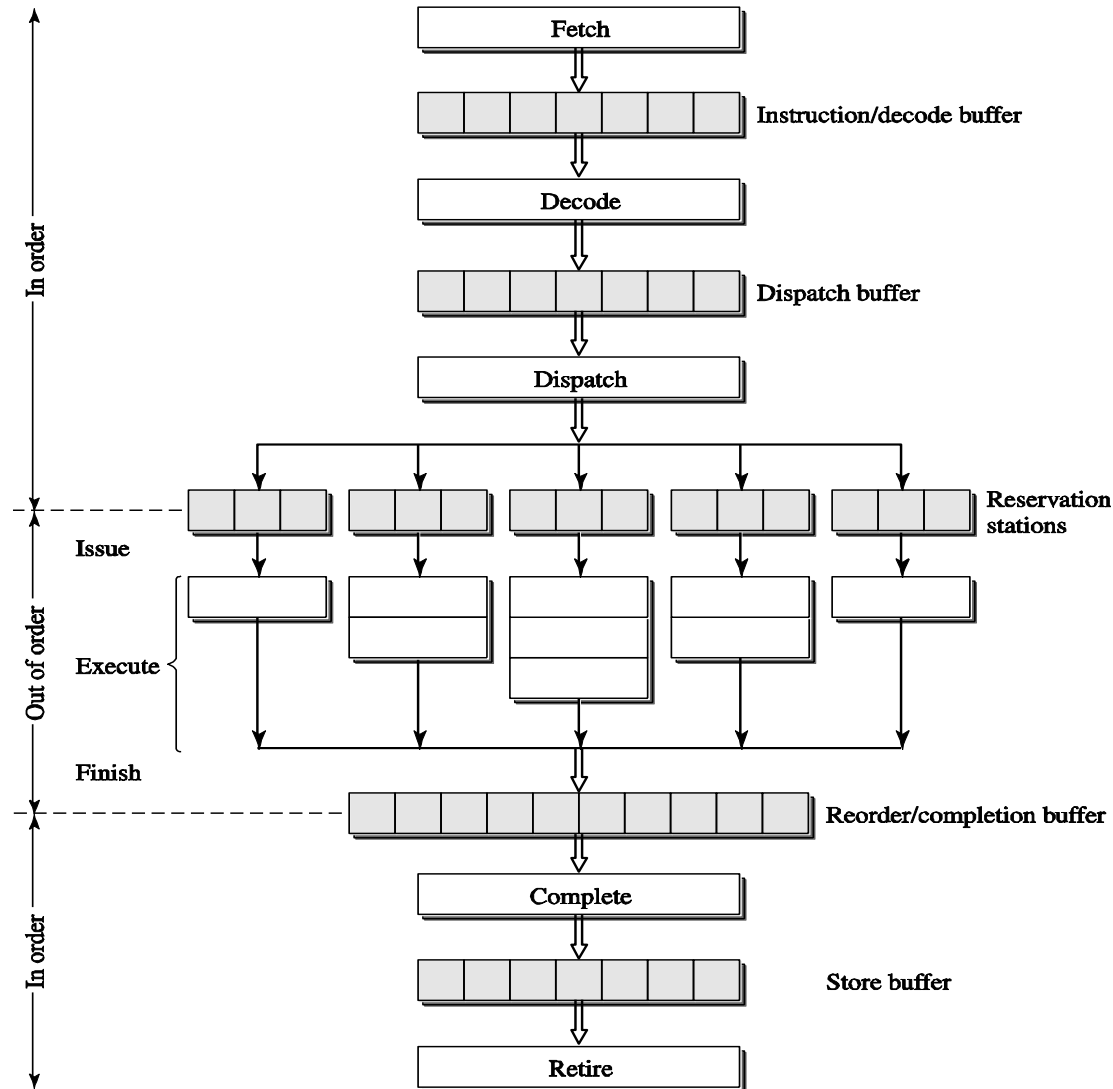 Fetch
Instruction/decode buffer
Decode
In order
Dispatch buffer
Dispatch
Reservation
stations
Issue
Out of order
Execute
Finish
Reorder/completion buffer
Complete
In order
Store buffer
Retire